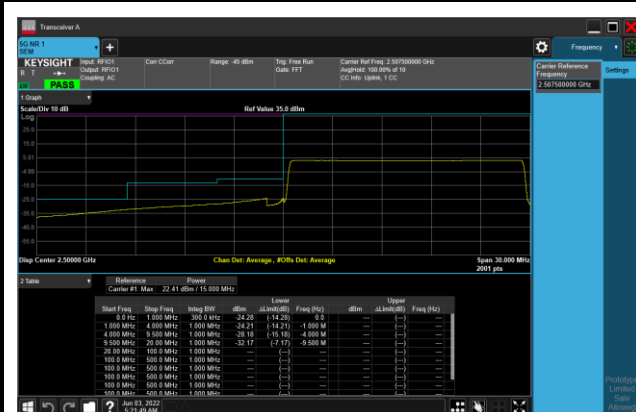 Transceiver A
5G NR 1
SEM
+
Frequency
KEYSIGHT
Input: RFIO1
Corr CCorr
Range: -45 dBm
Trig: Free Run
Carrier Ref Freq: 2.507500000 GHz
R T
Output: RFIO1
Gate: FFT
Avg|Hold: 100.00% of 10
Coupling: AC
CC Info: Uplink, 1 CC
PASS
Carrier Reference
Frequency
2.507500000 GHz
Settings
1 Graph
Scale/Div 10 dB
Ref Value 35.0 dBm
Log
25.0
15.0
5.01
-4.99
-15.0
-25.0
-35.0
-45.0
-55.0
Disp Center 2.50000 GHz
Chan Det: Average , #Offs Det: Average
Span 30.000 MHz
2001 pts
2 Table
Reference Power
Carrier #1 Max 22.41 dBm / 15.000 MHz
Lower Upper
Start Freq Stop Freq Integ BW dBm ΔLimit(dB) Freq (Hz) dBm ΔLimit(dB) Freq (Hz)
0.0 Hz 1.000 MHz 300.0 kHz -24.28 (-14.28) 0.0 --- (---) ---
1.000 MHz 4.000 MHz 1.000 MHz -24.21 (-14.21) -1.000 M --- (---) ---
4.000 MHz 9.500 MHz 1.000 MHz -28.18 (-15.18) -4.000 M --- (---) ---
9.500 MHz 20.00 MHz 1.000 MHz -32.17 (-7.17) -9.500 M --- (---) ---
20.00 MHz 100.0 MHz 1.000 MHz --- (---) --- --- (---) ---
100.0 MHz 500.0 MHz 1.000 MHz --- (---) --- --- (---) ---
100.0 MHz 500.0 MHz 1.000 MHz --- (---) --- --- (---) ---
100.0 MHz 500.0 MHz 1.000 MHz --- (---) --- --- (---) ---
100.0 MHz 500.0 MHz 1.000 MHz --- (---) --- --- (---) ---
Prototype
Limited
Sale
Allowed
?
Jun 03, 2022
5:21:49 AM